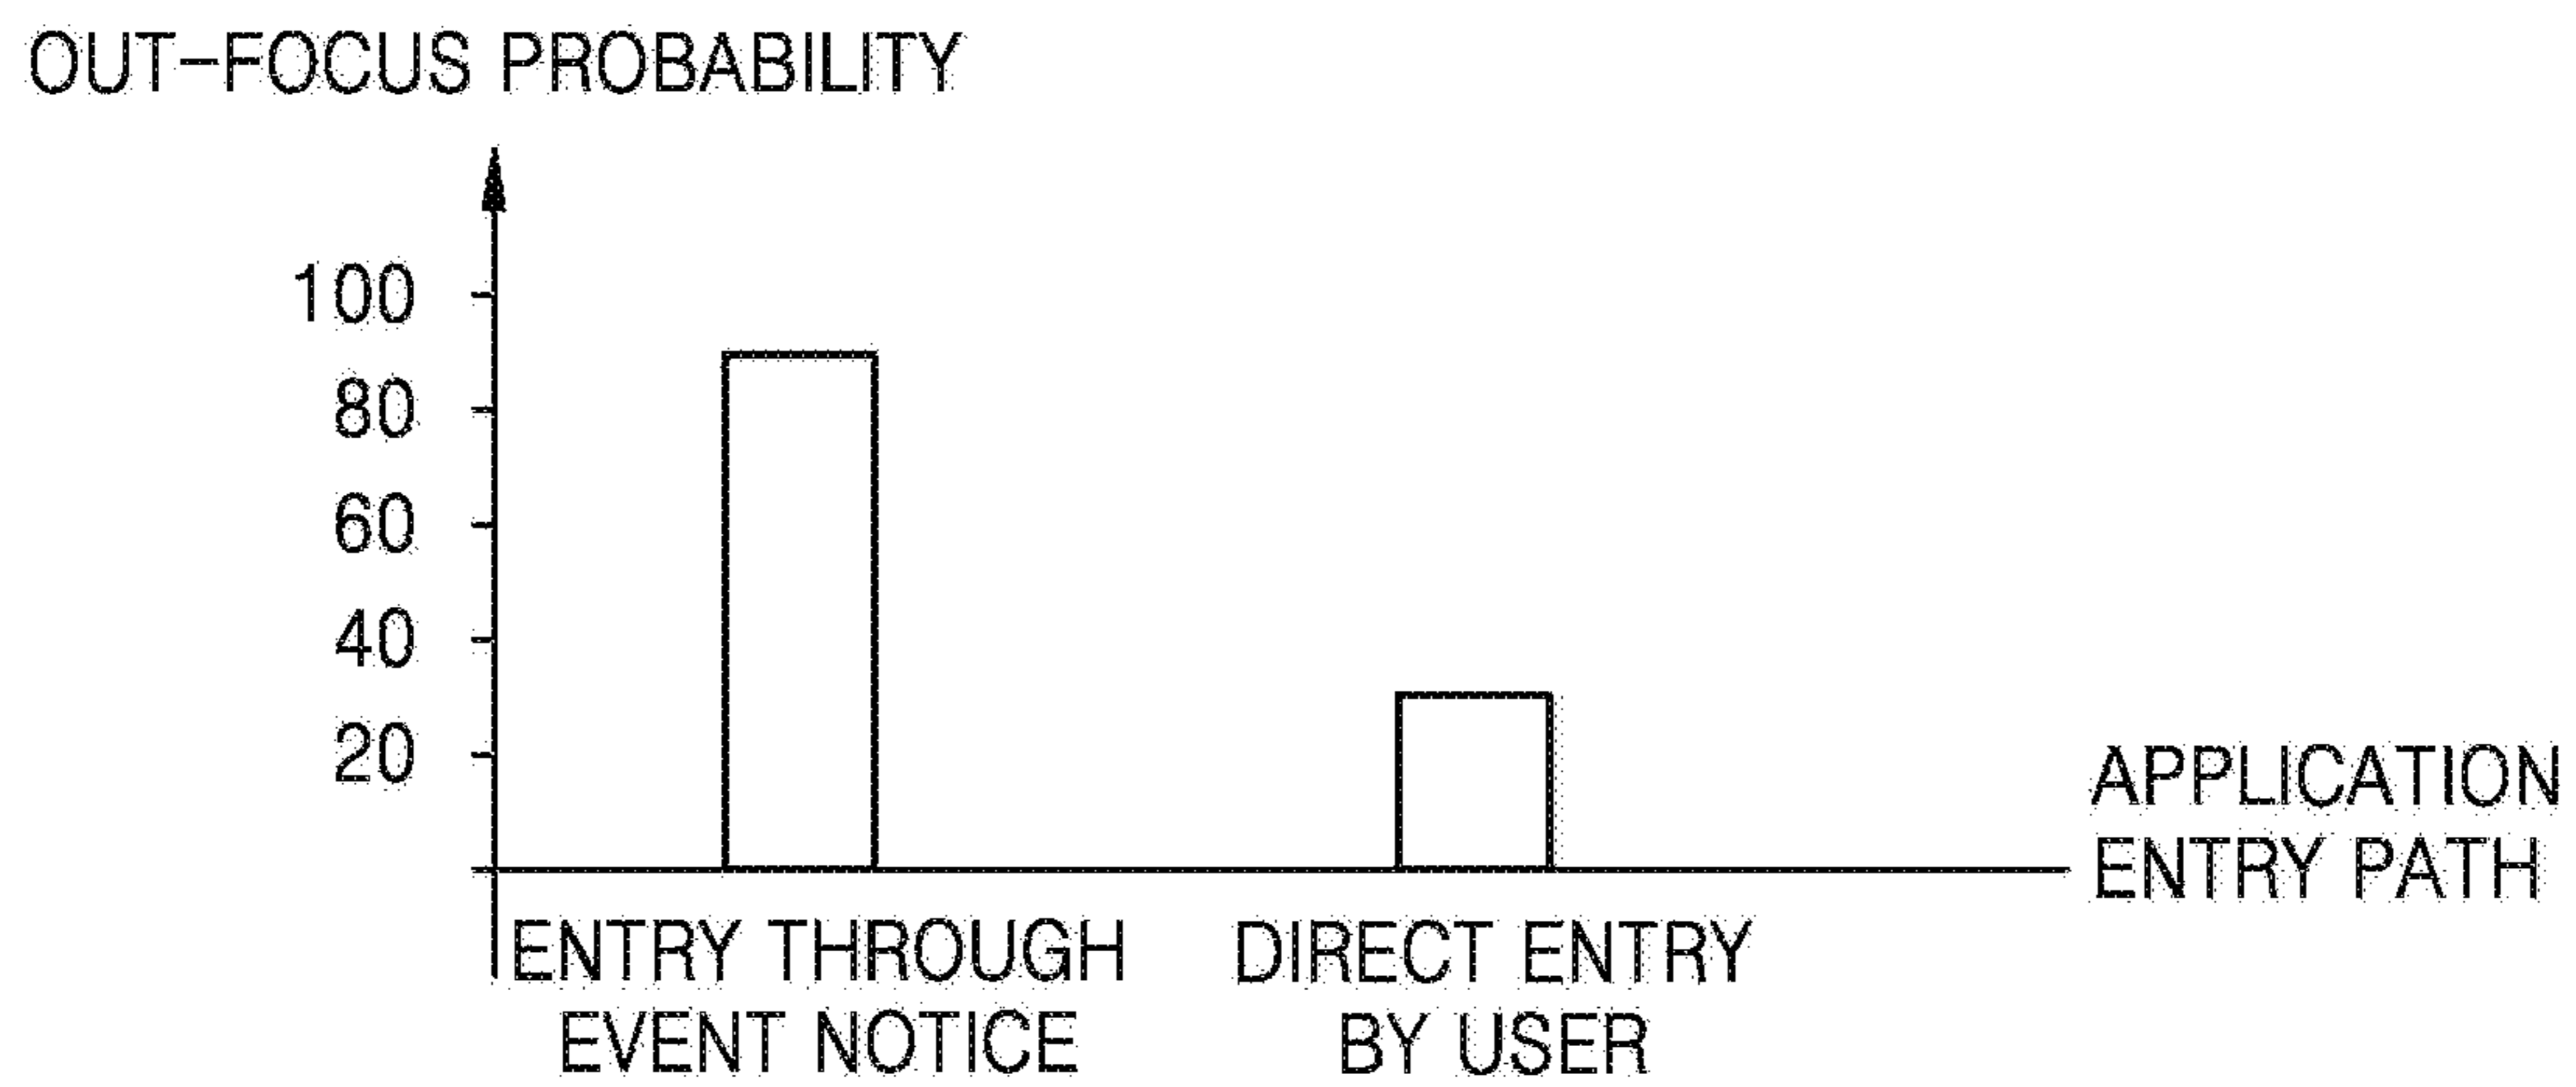 OUT-FOCUS PROBABILITY
100
80
60
40
20
APPLICATION
ENTRY PATH
ENTRY THROUGH
EVENT NOTICE
DIRECT ENTRY
BY USER